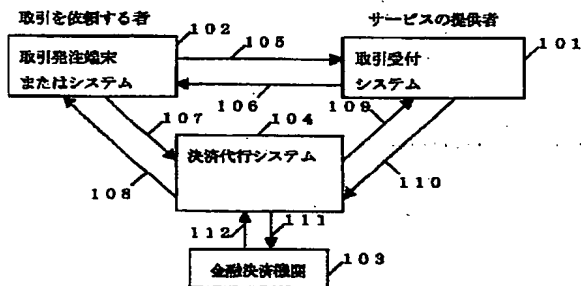 取引を依頼する者
サービスの提供者
102
105
101
取引発注端末
またはシステム
取引受付
システム
106
107
104
109
決済代行システム
108
110
112
111
金融決済機関
103